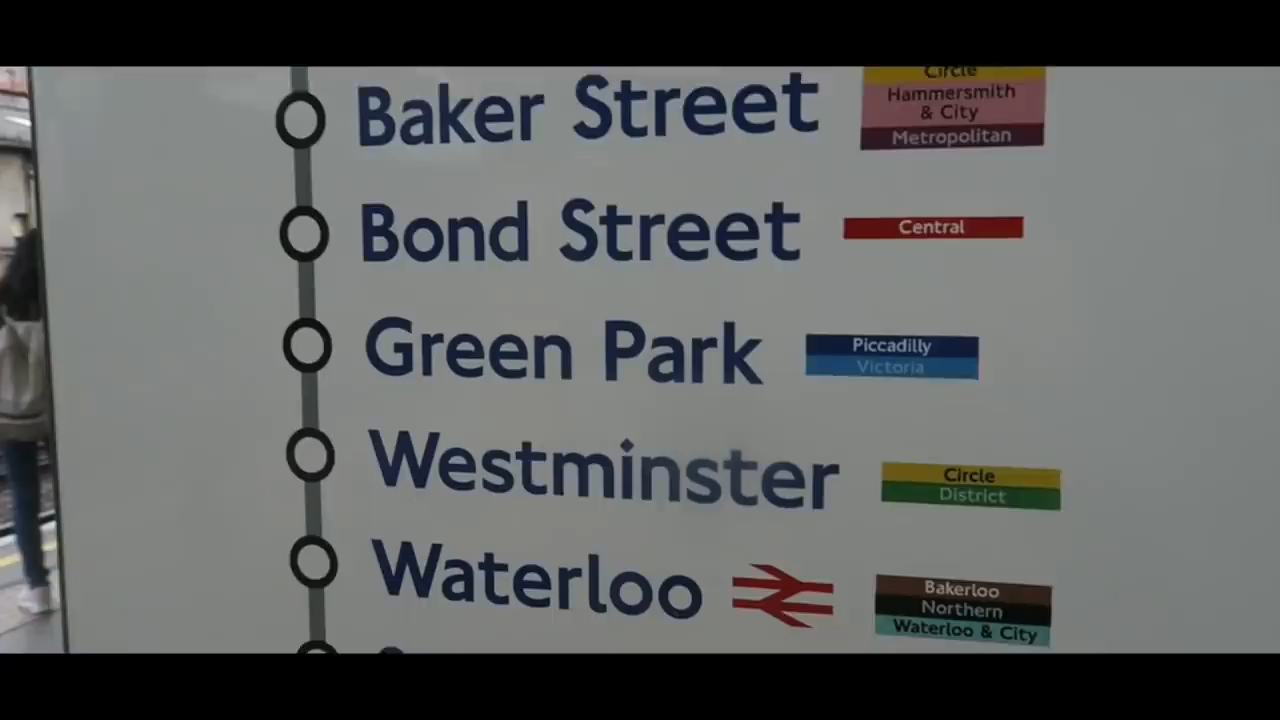 Circle
Baker Street
Hammersmith
& City
Metropolitan
Bond Street
Central
Green Park
Piccadilly
Victoria
Westminster
Circle
District
Waterloo
Bakerloo
Northern
Waterloo & City